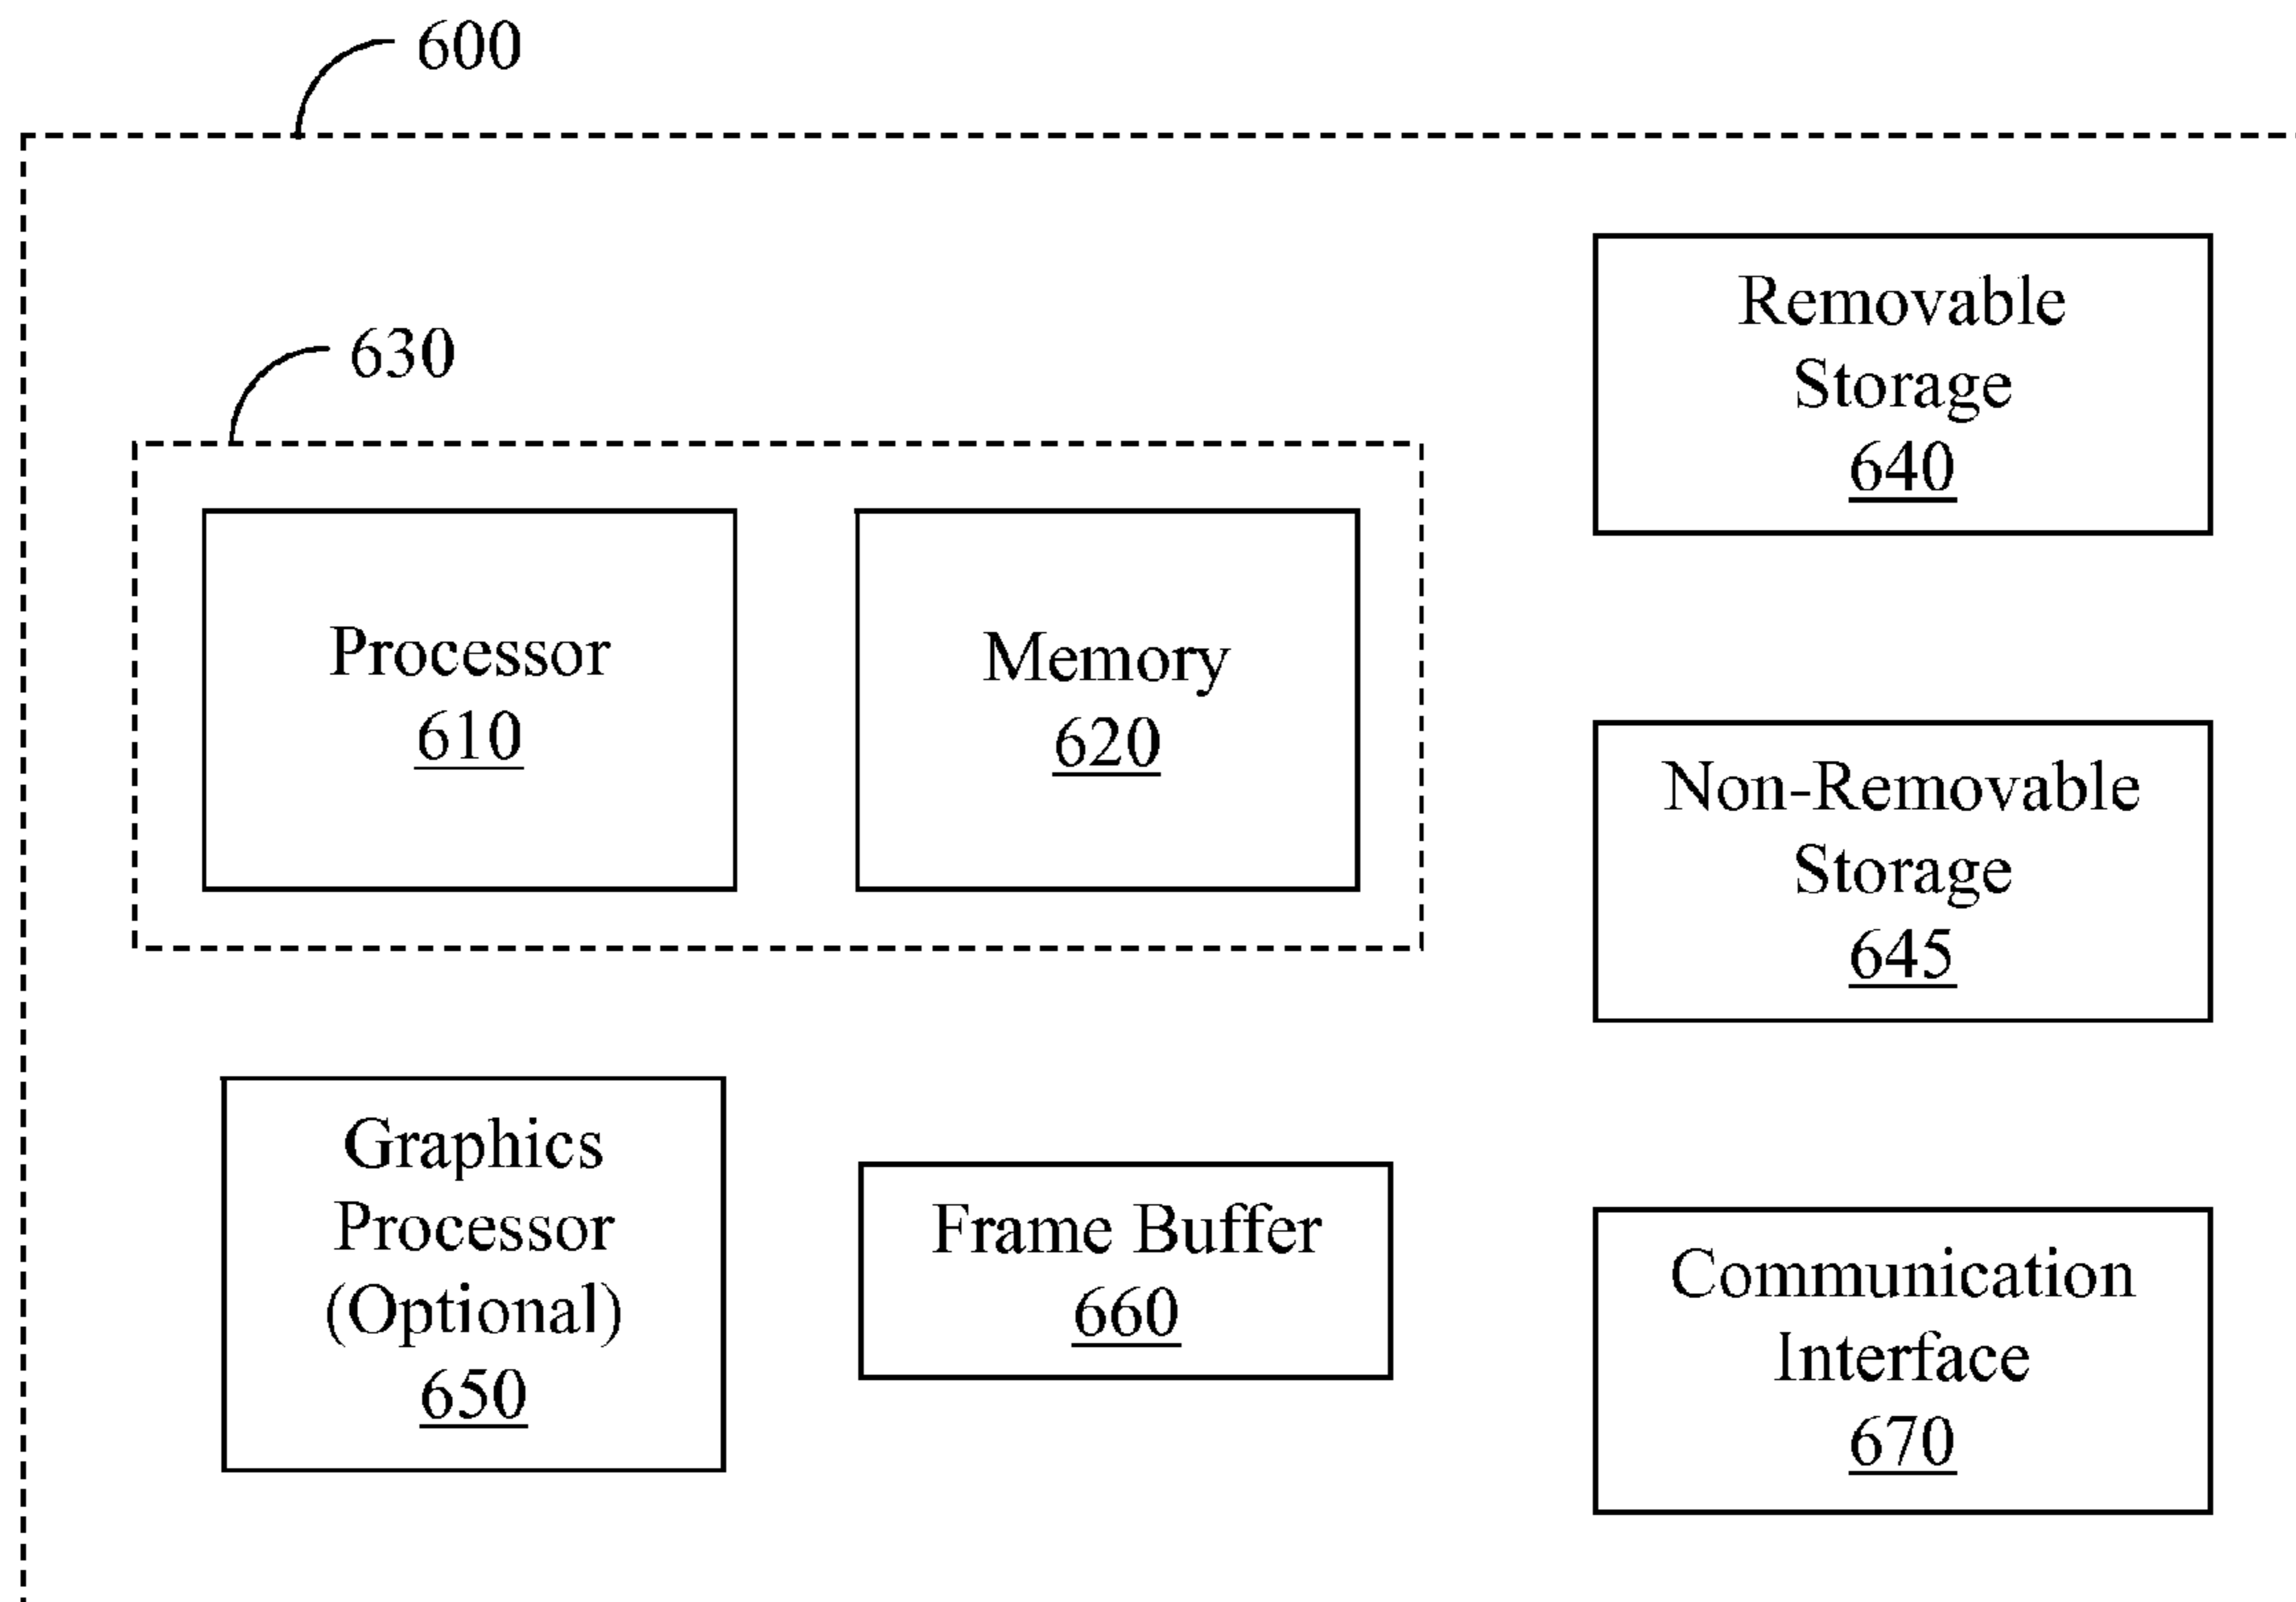 600
630
Processor
610
Memory
620
Removable
Storage
640
Non-Removable
Storage
645
Graphics
Processor
(Optional)
650
Frame Buffer
660
Communication
Interface
670